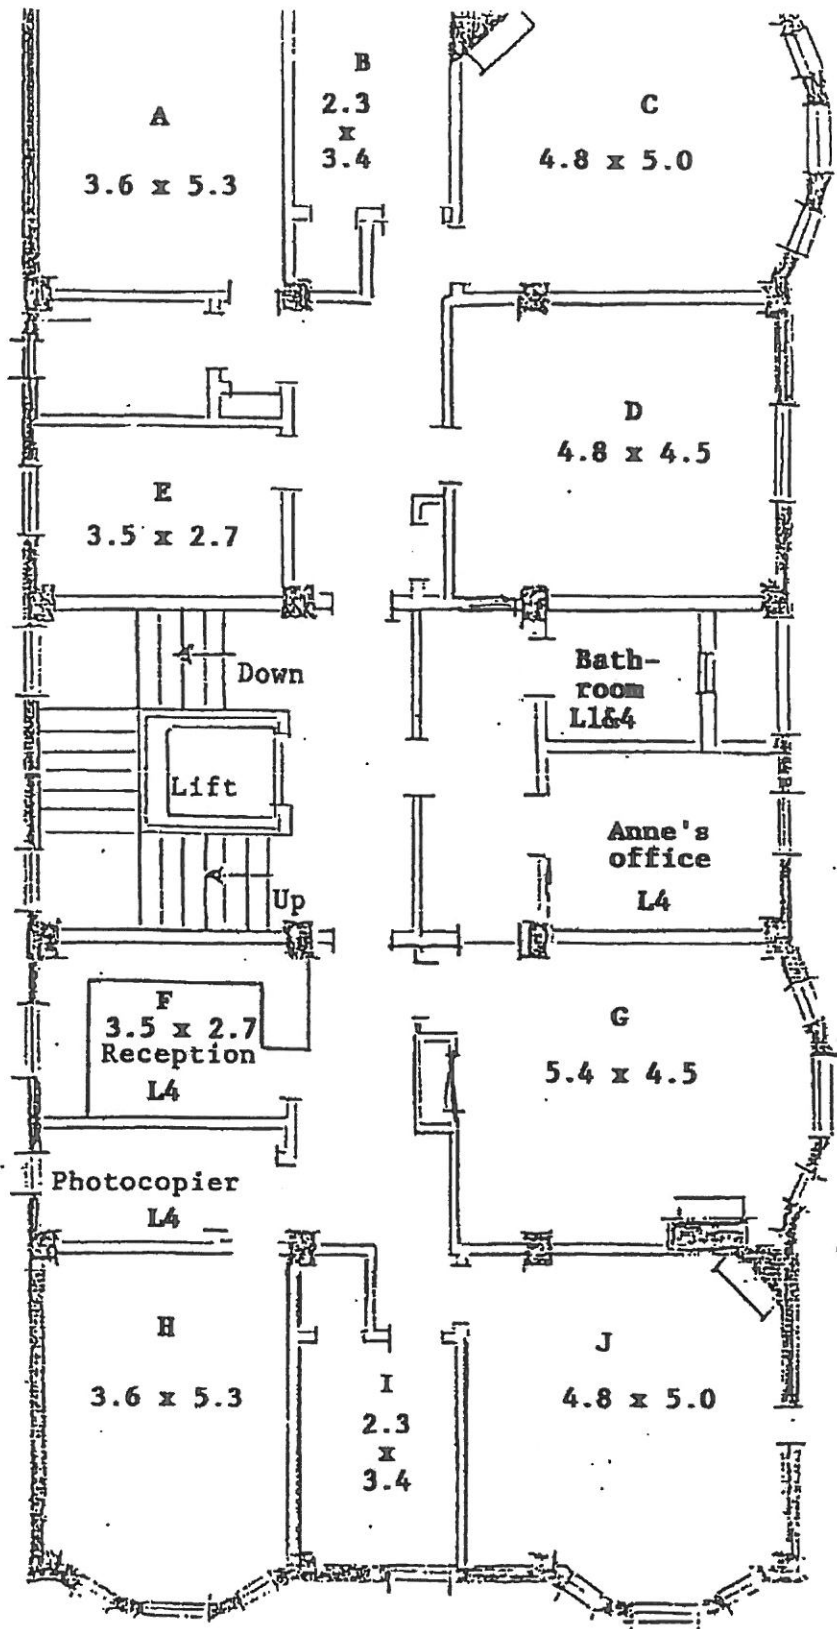 A
3.6 x 5.3
B
2.3
x
3.4
C
4.8 x 5.0
D
4.8 x 4.5
E
3.5 x 2.7
Down
Lift
Up
Bath-
room
L1&4
Anne's
office
L4
F
3.5 x 2.7
Reception
L4
G
5.4 x 4.5
Photocopier
L4
H
3.6 x 5.3
I
2.3
x
3.4
J
4.8 x 5.0